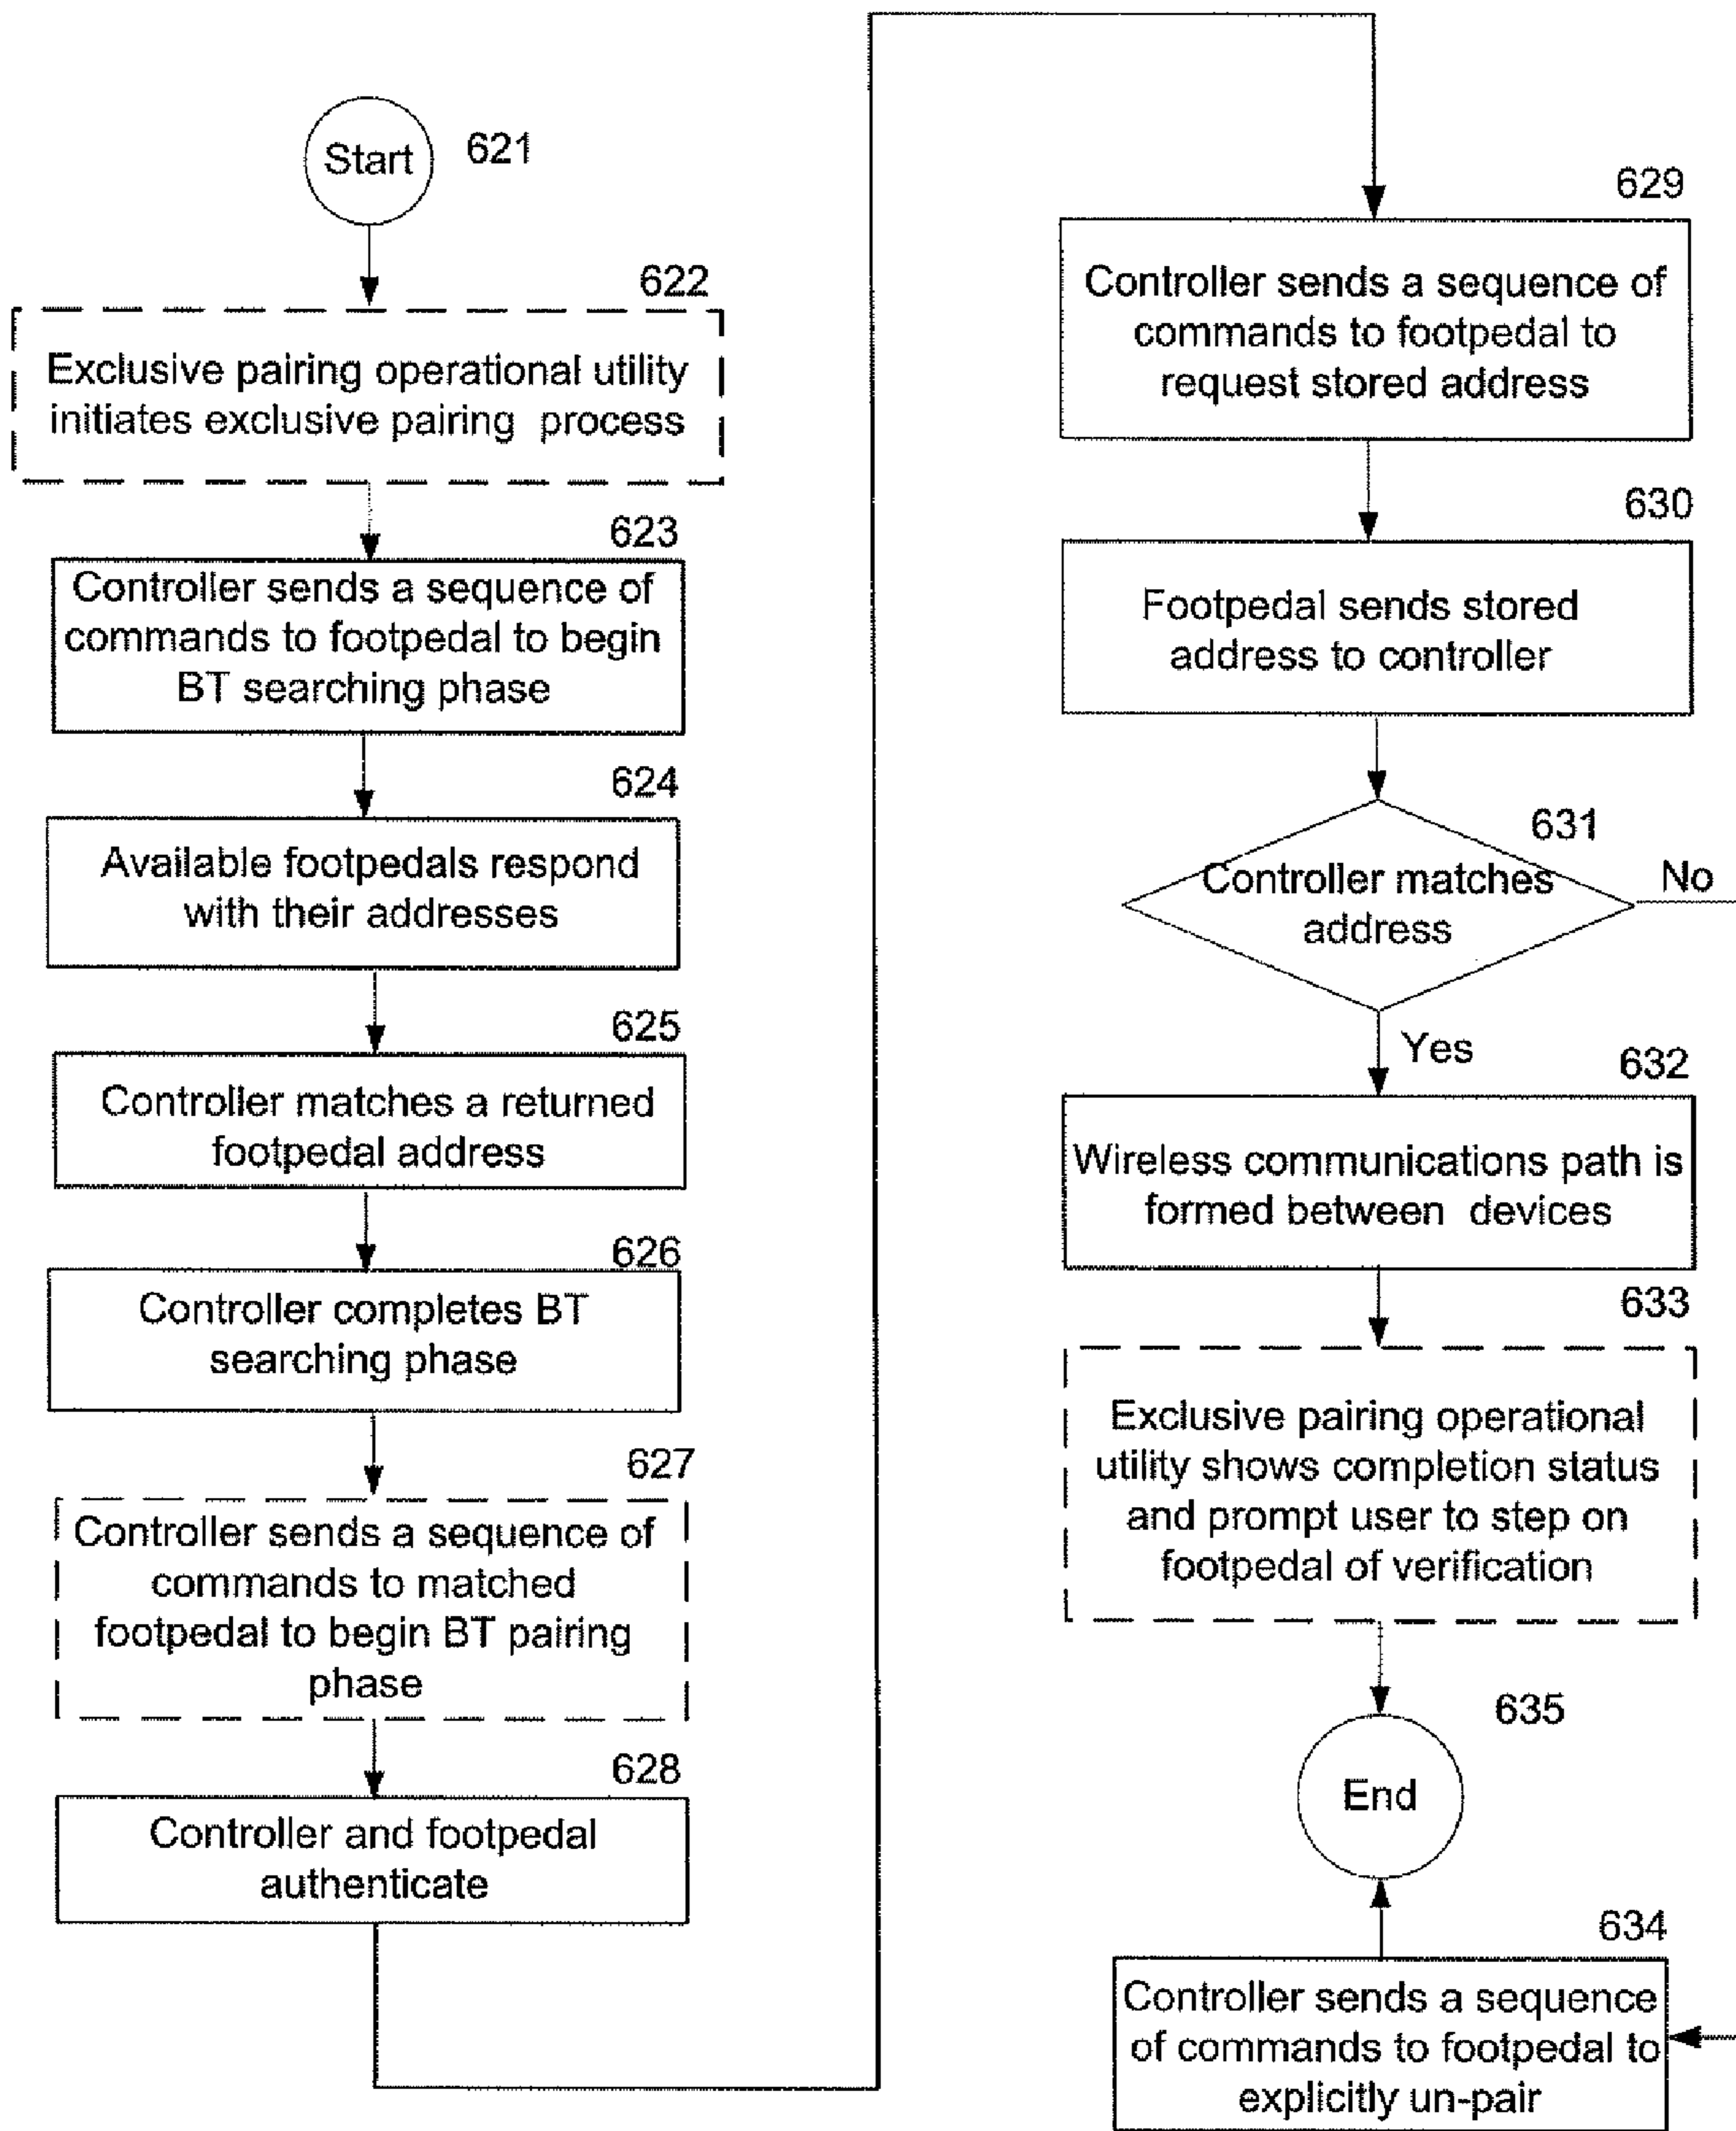 Start
621
622
Exclusive pairing operational utility
initiates exclusive pairing process
623
Controller sends a sequence of
commands to footpedal to begin
BT searching phase
624
Available footpedals respond
with their addresses
625
Controller matches a returned
footpedal address
626
Controller completes BT
searching phase
627
Controller sends a sequence of
commands to matched
footpedal to begin BT pairing
phase
628
Controller and footpedal
authenticate
629
Controller sends a sequence of
commands to footpedal to
request stored address
630
Footpedal sends stored
address to controller
631
Controller matches
address
No
Yes
632
Wireless communications path is
formed between devices
633
Exclusive pairing operational
utility shows completion status
and prompt user to step on
footpedal of verification
635
End
634
Controller sends a sequence
of commands to footpedal to
explicitly un-pair